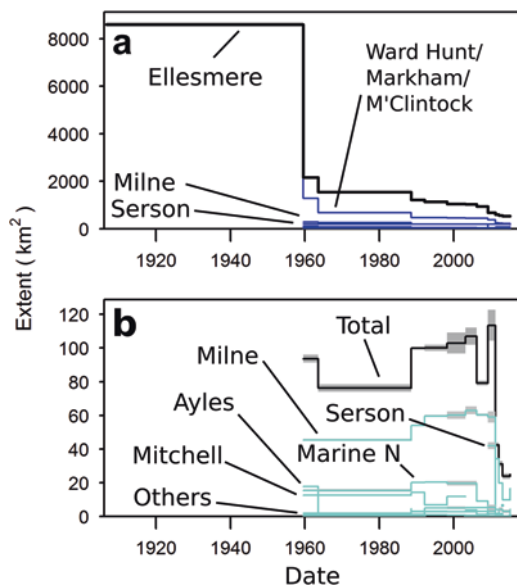 a
8000
6000
4000
2000
0
Ellesmere
Ward Hunt/
Markham/
M'Clintock
Milne
Serson
1920
1940
1960
1980
2000
Extent ( km²)
b
120
100
80
60
40
20
0
Total
Milne
Ayles
Serson
Mitchell
Marine N
Others
1920
1940
1960
1980
2000
Date